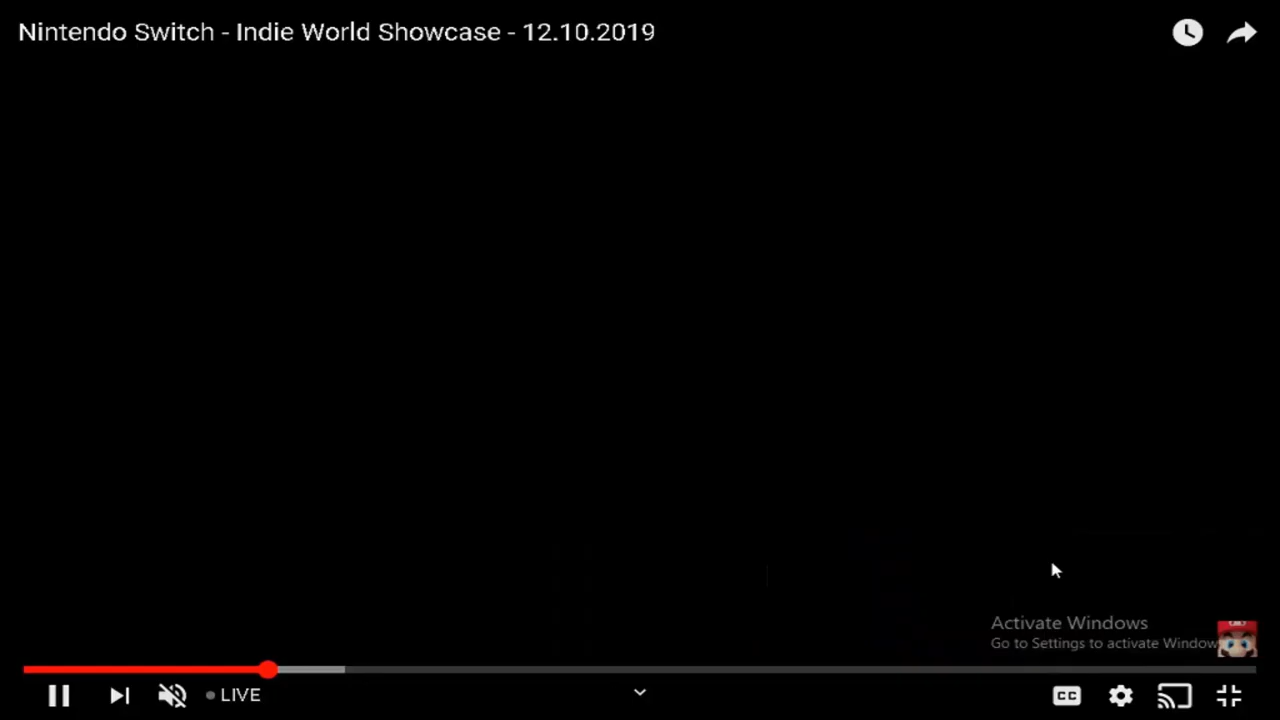 Nintendo Switch - Indie World Showcase - 12.10.2019
Activate Windows
Go to Settings to activate Window
LIVE
CC